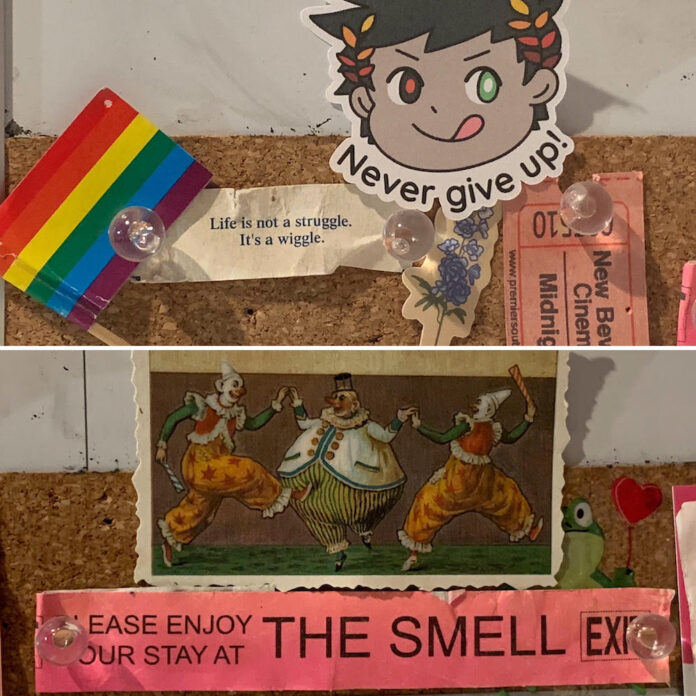 Never give up!
Life is not a struggle.
It's a wiggle.
510
New Bev
Cinem
Midnig
www.premiersou
LEASE ENJOY
OUR STAY AT
THE SMELL
EXI